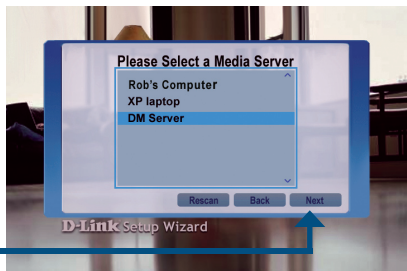 Please Select a Media Server
Rob's Computer
XP laptop
DM Server
Rescan Back Next
D-Link Setup Wizard